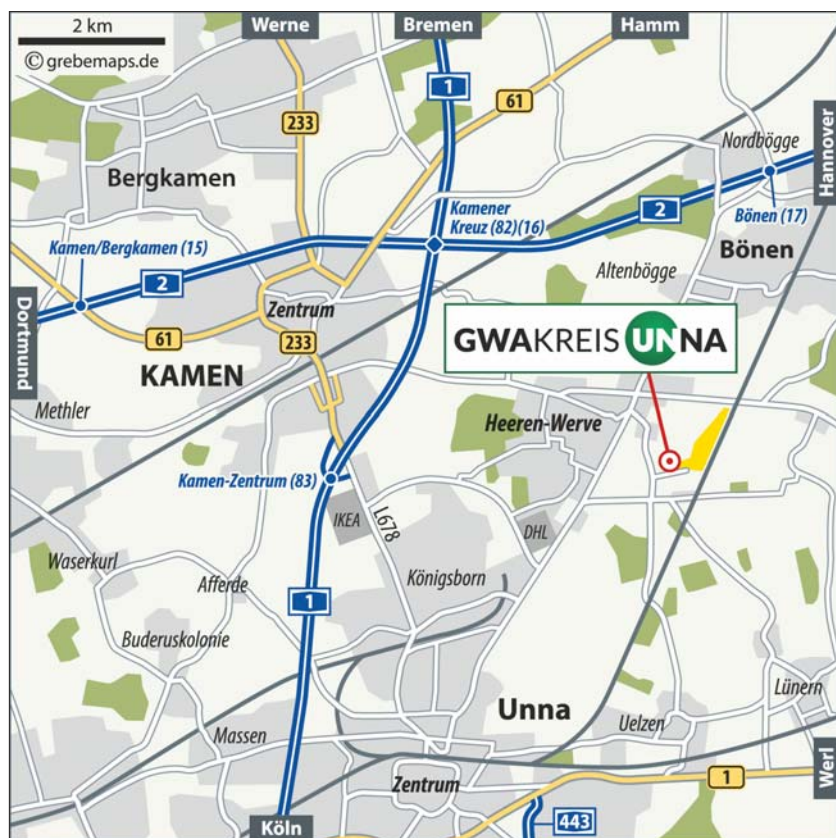 2 km
© grebemaps.de
Werne
Bremen
Hamm
1
61
233
Nordbögge
Hannover
Bergkamen
Kamener
Kreuz (82)(16)
2
Bönen (17)
Kamen/Bergkamen (15)
Bönen
Altenbögge
2
Dortmund
Zentrum
61
233
GWAKREIS UNNA
KAMEN
Methler
Heeren-Werve
Kamen-Zentrum (83)
IKEA
L678
DHL
Waserkurl
Afferde
Königsborn
1
Buderuskolonie
Lünern
Unna
Uelzen
Massen
Werl
Zentrum
1
Köln
443